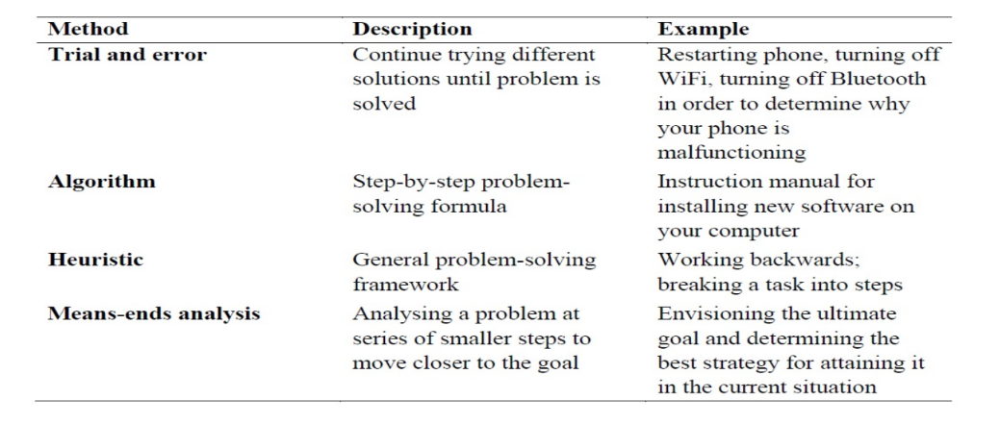 Method Description Example
Trial and error Continue trying different Restarting phone, turning off
solutions until problem is WiFi, turning off Bluetooth
solved in order to determine why
your phone is
malfunctioning
Algorithm Step-by-step problem- Instruction manual for
solving formula installing new software on
your computer
Heuristic General problem-solving Working backwards;
framework breaking a task into steps
Means-ends analysis Analysing a problem at Envisioning the ultimate
series of smaller steps to goal and determining the
move closer to the goal best strategy for attaining it
in the current situation